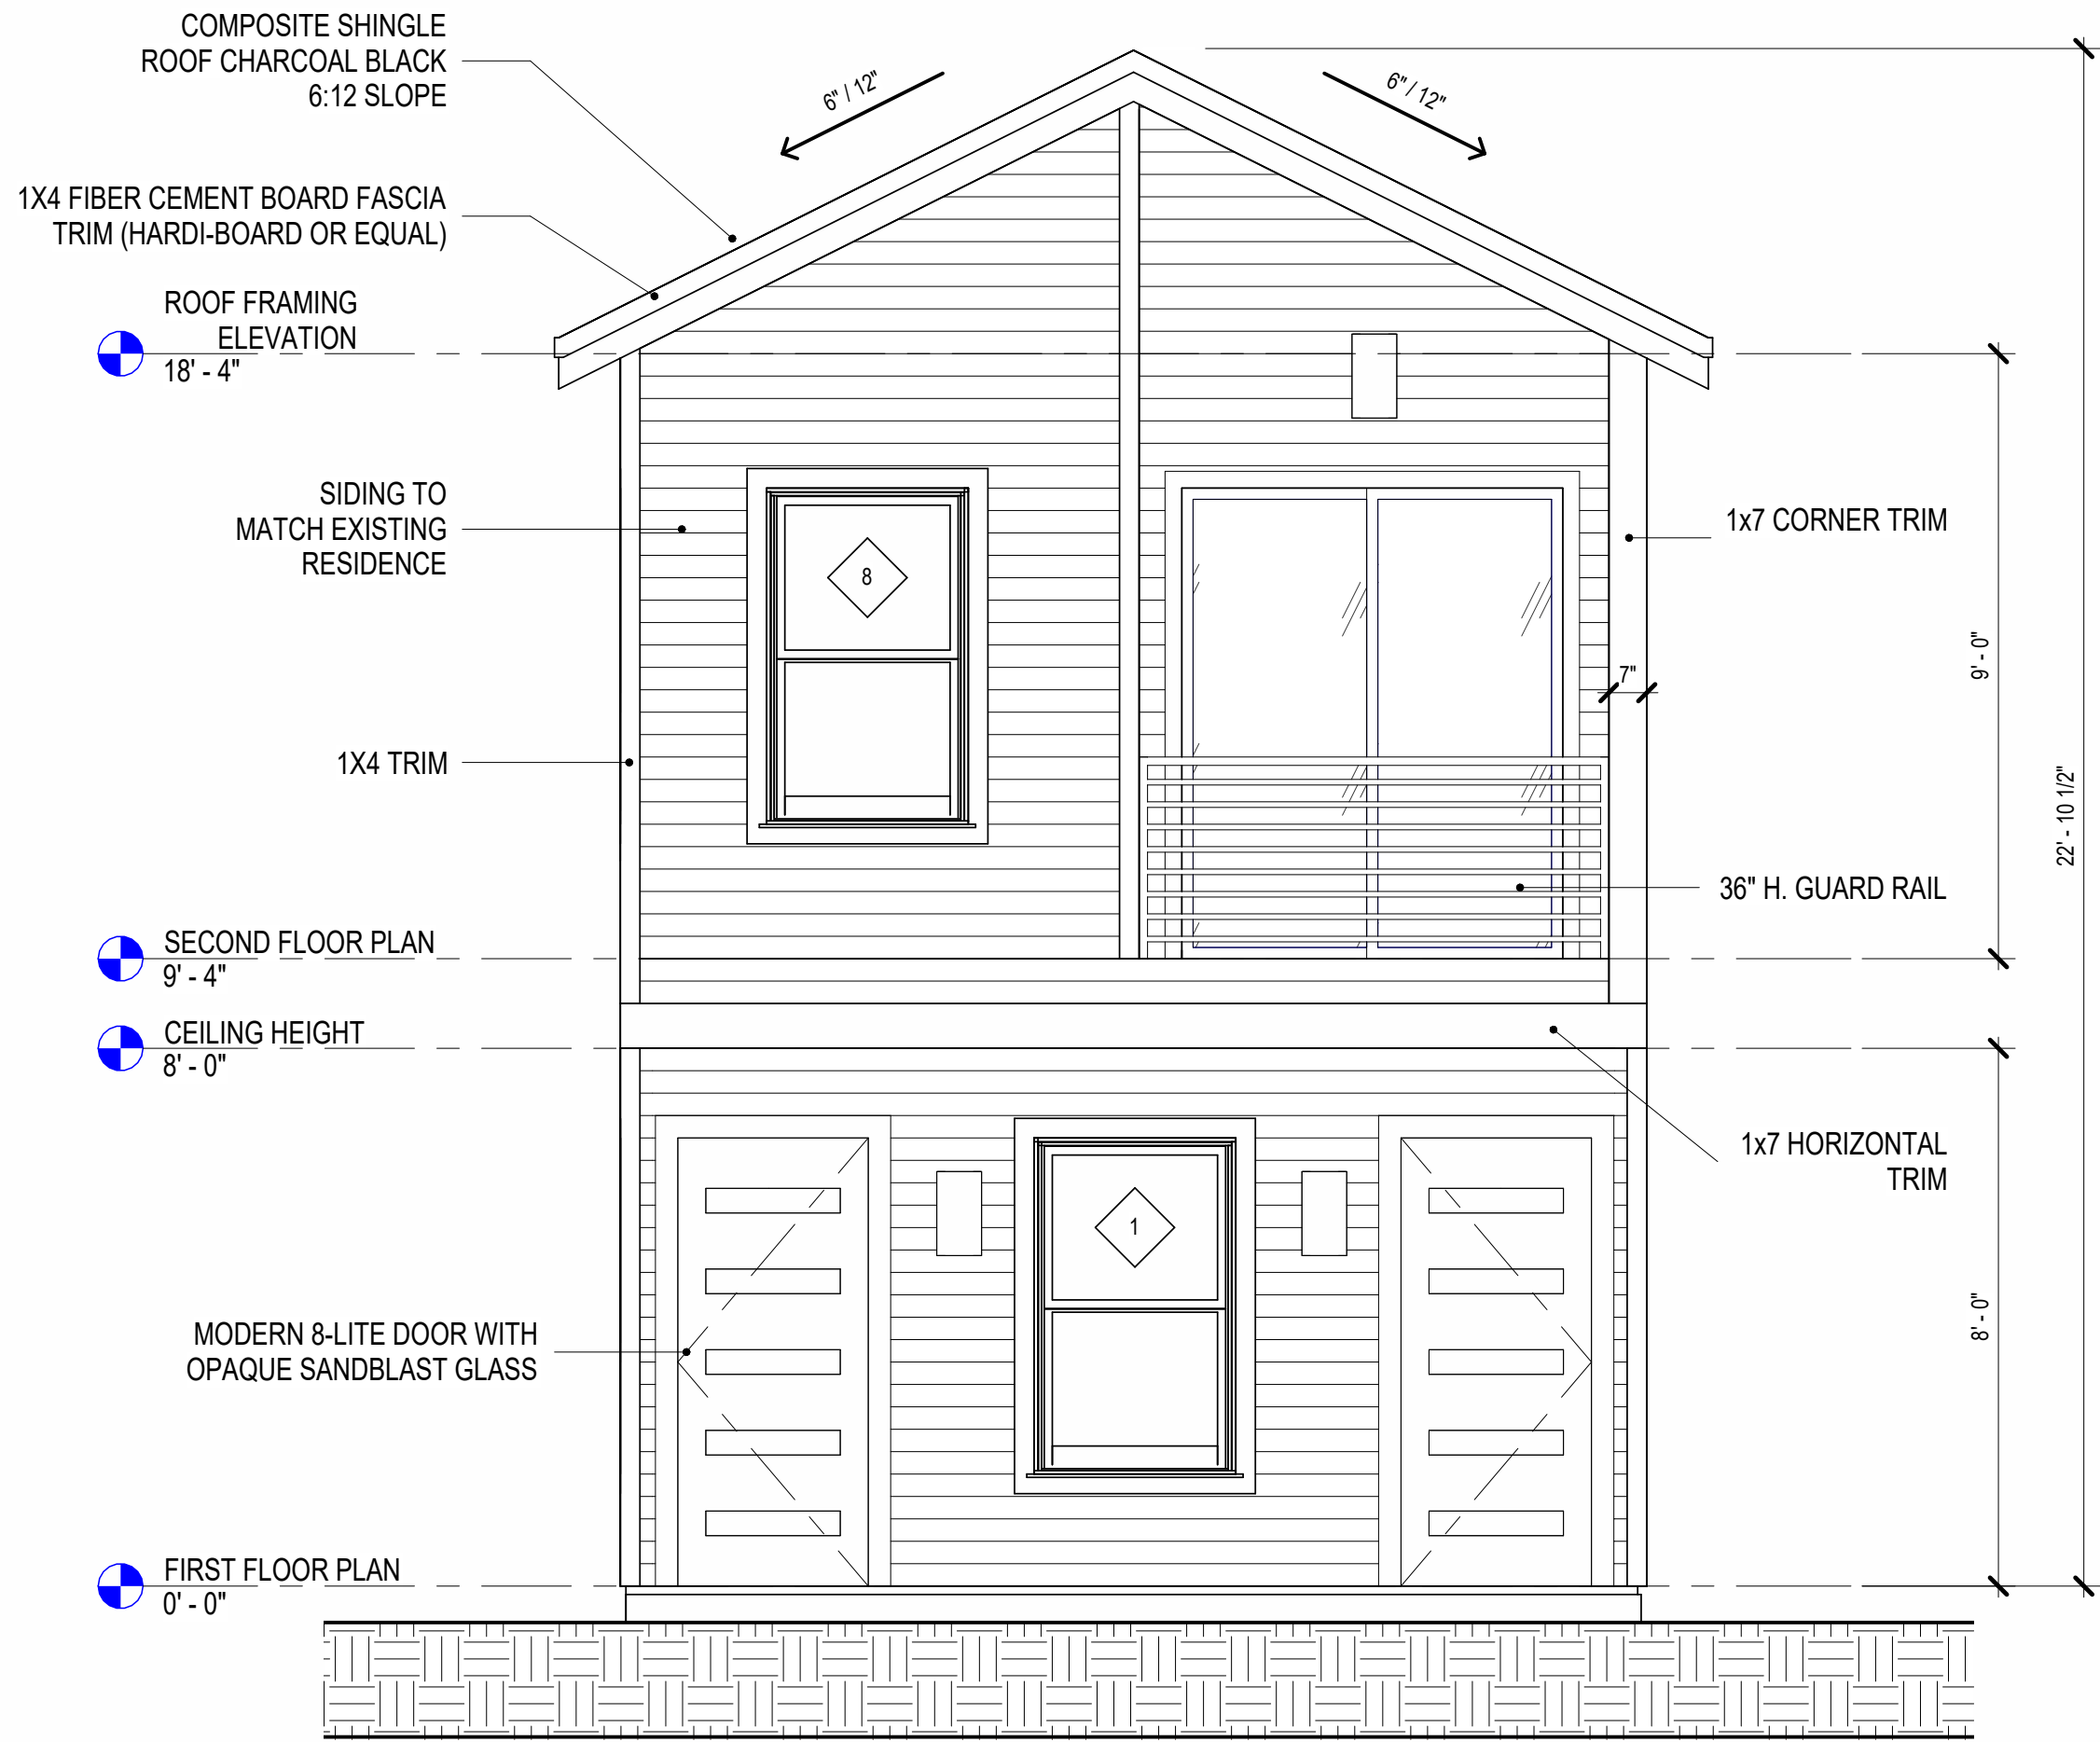 COMPOSITE SHINGLE
ROOF CHARCOAL BLACK
6:12 SLOPE
6" / 12"
6" / 12"
1X4 FIBER CEMENT BOARD FASCIA
TRIM (HARDI-BOARD OR EQUAL)
ROOF FRAMING
ELEVATION
18' - 4"
SIDING TO
MATCH EXISTING
RESIDENCE
8
1x7 CORNER TRIM
7"
9' - 0"
22' - 10 1/2"
1X4 TRIM
36" H. GUARD RAIL
SECOND FLOOR PLAN
9' - 4"
CEILING HEIGHT
8' - 0"
1x7 HORIZONTAL
TRIM
1
8' - 0"
MODERN 8-LITE DOOR WITH
OPAQUE SANDBLAST GLASS
FIRST FLOOR PLAN
0' - 0"